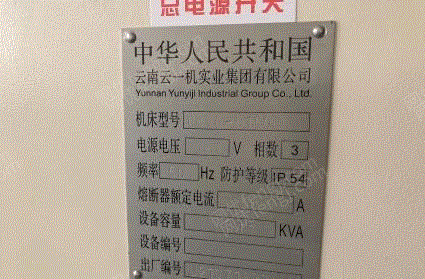 总电源开关
中华人民共和国
云南云一机实业集团有限公司
Yunnan Yunyiji Industrial Group Co., Ltd.
机床型号
电源电压 V 相数 3
频率 Hz 防护等级 IP 54
熔断器额定电流 A
设备容量 KVA
设备编号
出厂编号